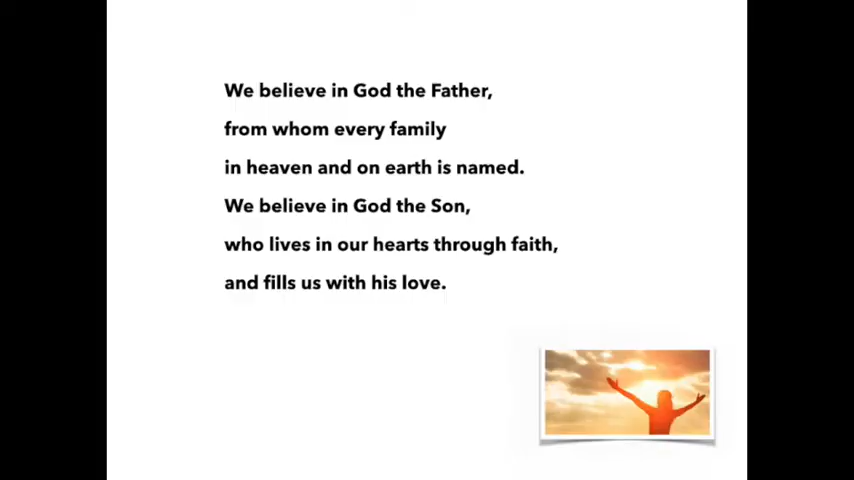 We believe in God the Father,
from whom every family
in heaven and on earth is named.
We believe in God the Son,
who lives in our hearts through faith,
and fills us with his love.